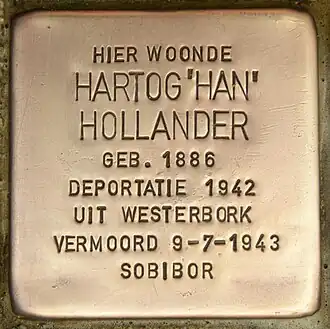 HIER WOONDE
HARTOG "HAN"
HOLLANDER
GEB. 1886
DEPORTATIE 1942
UIT WESTERBORK
VERMOORD 9-7-1943
SOBIBOR